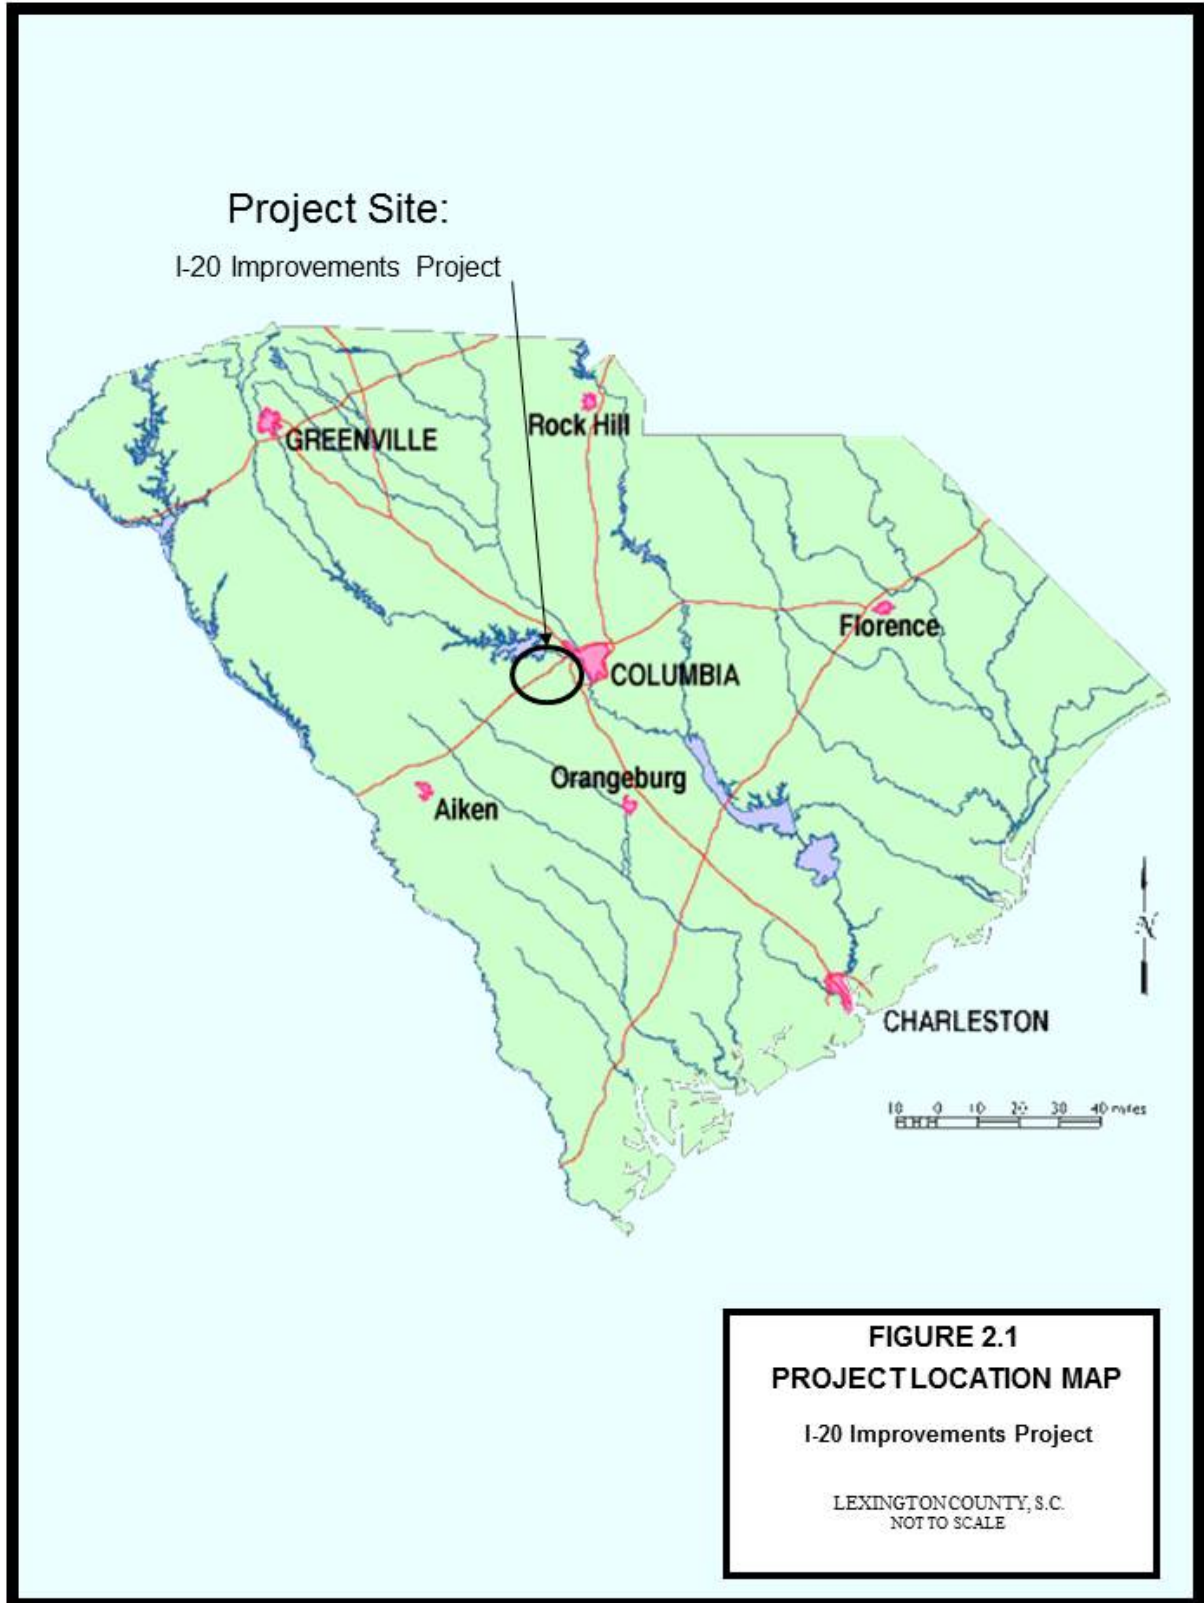 Project Site:
I-20 Improvements Project
Rock Hill
GREENVILLE
Florence
COLUMBIA
Orangeburg
Aiken
N
CHARLESTON
10 0 10 20 30 40 miles
FIGURE 2.1
PROJECT LOCATION MAP
I-20 Improvements Project
LEXINGTON COUNTY, S.C.
NOT TO SCALE